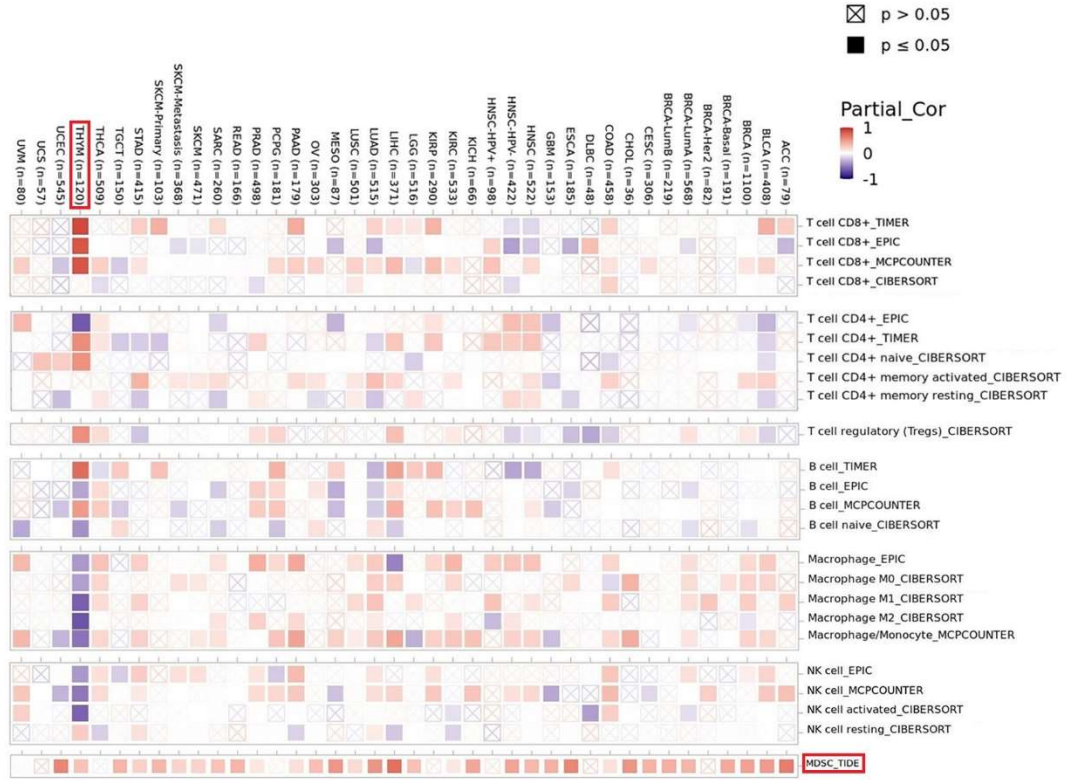 p > 0.05
p ≤ 0.05
Partial_Cor
1
0
-1
UVM (n=80)
UCS (n=57)
UCEC (n=545)
THYM (n=120)
THCA (n=509)
TGCT (n=150)
STAD (n=415)
SKCM-Primary (n=103)
SKCM-Metastasis (n=368)
SKCM (n=471)
SARC (n=260)
READ (n=166)
PRAD (n=498)
PCPG (n=181)
PAAD (n=179)
OV (n=303)
MESO (n=87)
LUSC (n=501)
LUAD (n=515)
LIHC (n=371)
LGG (n=516)
KIRP (n=290)
KIRC (n=533)
KICH (n=66)
HNSC-HPV+ (n=98)
HNSC-HPV- (n=422)
HNSC (n=522)
GBM (n=153)
ESCA (n=185)
DLBC (n=48)
COAD (n=458)
CHOL (n=36)
CESC (n=306)
BRCA-LumB (n=219)
BRCA-LumA (n=568)
BRCA-Her2 (n=82)
BRCA-Basal (n=191)
BRCA (n=1100)
BLCA (n=408)
ACC (n=79)
T cell CD8+_TIMER
T cell CD8+_EPIC
T cell CD8+_MCPCOUNTER
T cell CD8+_CIBERSORT
T cell CD4+_EPIC
T cell CD4+_TIMER
T cell CD4+ naive_CIBERSORT
T cell CD4+ memory activated_CIBERSORT
T cell CD4+ memory resting_CIBERSORT
T cell regulatory (Tregs)_CIBERSORT
B cell_TIMER
B cell_EPIC
B cell_MCPCOUNTER
B cell naive_CIBERSORT
Macrophage_EPIC
Macrophage M0_CIBERSORT
Macrophage M1_CIBERSORT
Macrophage M2_CIBERSORT
Macrophage/Monocyte_MCPCOUNTER
NK cell_EPIC
NK cell_MCPCOUNTER
NK cell activated_CIBERSORT
NK cell resting_CIBERSORT
MDSC_TIDE